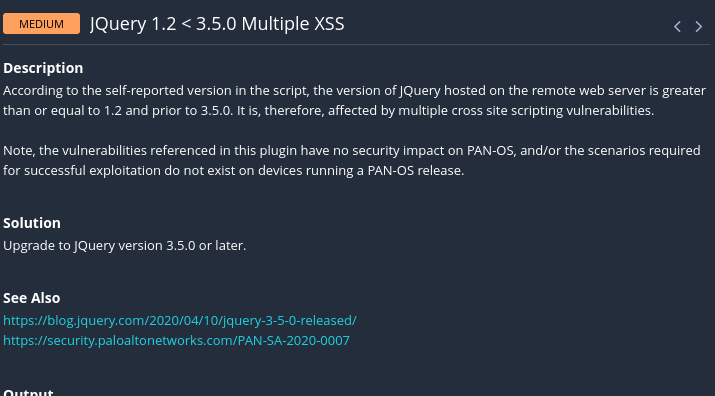 MEDIUM JQuery 1.2 < 3.5.0 Multiple XSS
Description
According to the self-reported version in the script, the version of JQuery hosted on the remote web server is greater
than or equal to 1.2 and prior to 3.5.0. It is, therefore, affected by multiple cross site scripting vulnerabilities.
Note, the vulnerabilities referenced in this plugin have no security impact on PAN-OS, and/or the scenarios required
for successful exploitation do not exist on devices running a PAN-OS release.
Solution
Upgrade to JQuery version 3.5.0 or later.
See Also
https://blog.jquery.com/2020/04/10/jquery-3-5-0-released/
https://security.paloaltonetworks.com/PAN-SA-2020-0007
Output